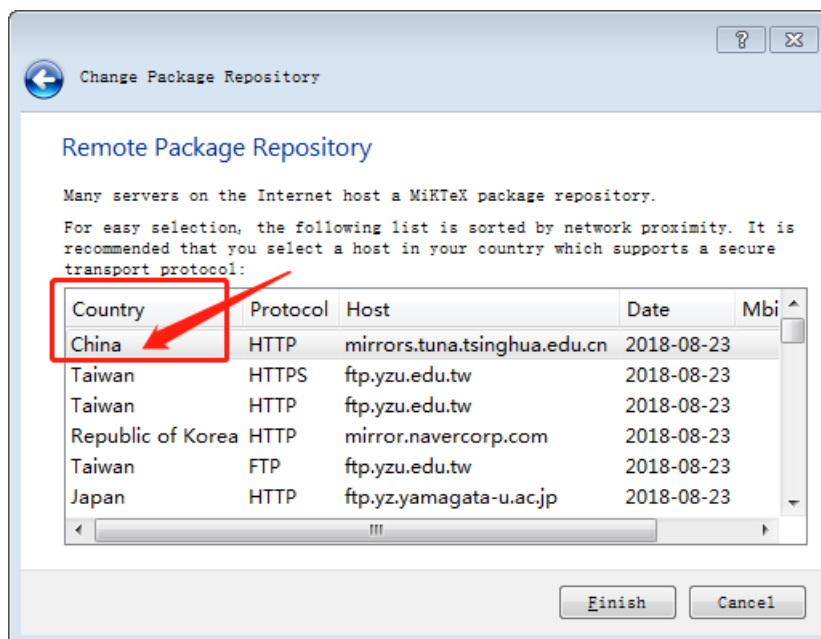 ?
Change Package Repository
Remote Package Repository
Many servers on the Internet host a MiKTeX package repository.
For easy selection, the following list is sorted by network proximity. It is
recommended that you select a host in your country which supports a secure
transport protocol:
Country Protocol Host Date Mbi
China HTTP mirrors.tuna.tsinghua.edu.cn 2018-08-23
Taiwan HTTPS ftp.yzu.edu.tw 2018-08-23
Taiwan HTTP ftp.yzu.edu.tw 2018-08-23
Republic of Korea HTTP mirror.navercorp.com 2018-08-23
Taiwan FTP ftp.yzu.edu.tw 2018-08-23
Japan HTTP ftp.yz.yamagata-u.ac.jp 2018-08-23
Finish Cancel